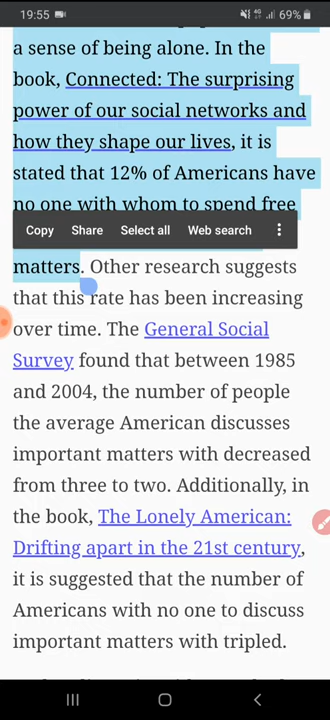 19:55
4G
69%
a sense of being alone. In the
book, Connected: The surprising
power of our social networks and
how they shape our lives, it is
stated that 12% of Americans have
no one with whom to spend free
Copy Share Select all Web search
matters. Other research suggests
that this rate has been increasing
over time. The General Social
Survey found that between 1985
and 2004, the number of people
the average American discusses
important matters with decreased
from three to two. Additionally, in
the book, The Lonely American:
Drifting apart in the 21st century,
it is suggested that the number of
Americans with no one to discuss
important matters with tripled.